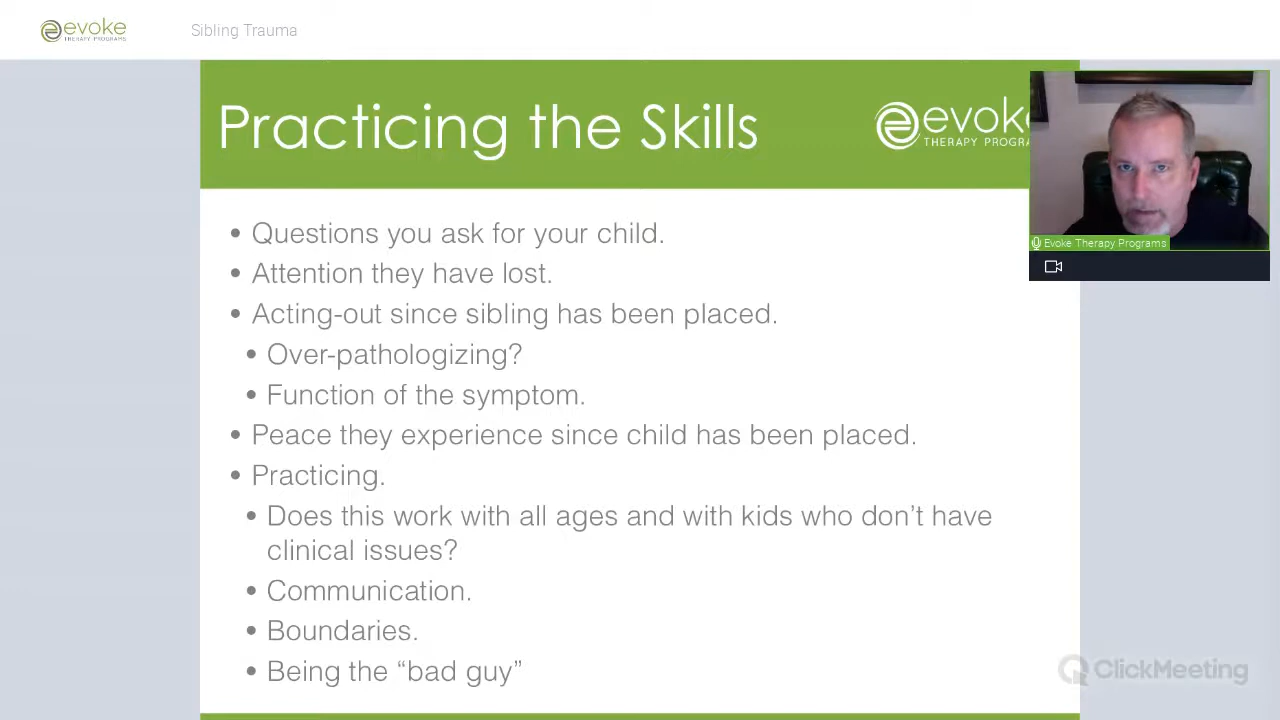 evoke
THERAPY PROGRAMS
Sibling Trauma
Practicing the Skills
evoke
THERAPY PROGRA
Evoke Therapy Programs
• Questions you ask for your child.
• Attention they have lost.
• Acting-out since sibling has been placed.
• Over-pathologizing?
• Function of the symptom.
• Peace they experience since child has been placed.
• Practicing.
• Does this work with all ages and with kids who don’t have
clinical issues?
• Communication.
• Boundaries.
• Being the “bad guy”
ClickMeeting